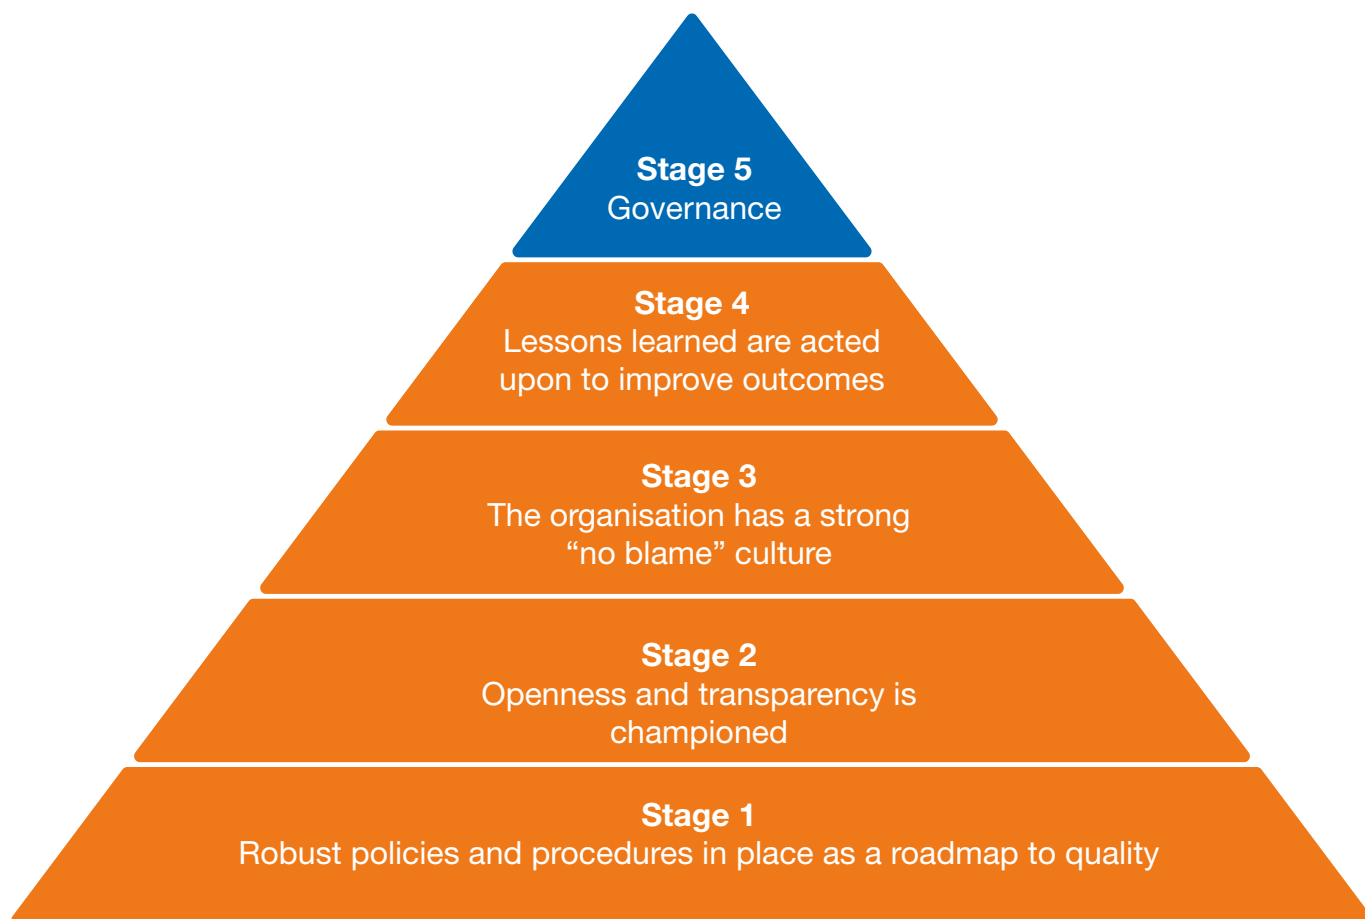 Stage 5
Governance
Stage 4
Lessons learned are acted
upon to improve outcomes
Stage 3
The organisation has a strong
“no blame” culture
Stage 2
Openness and transparency is
championed
Stage 1
Robust policies and procedures in place as a roadmap to quality